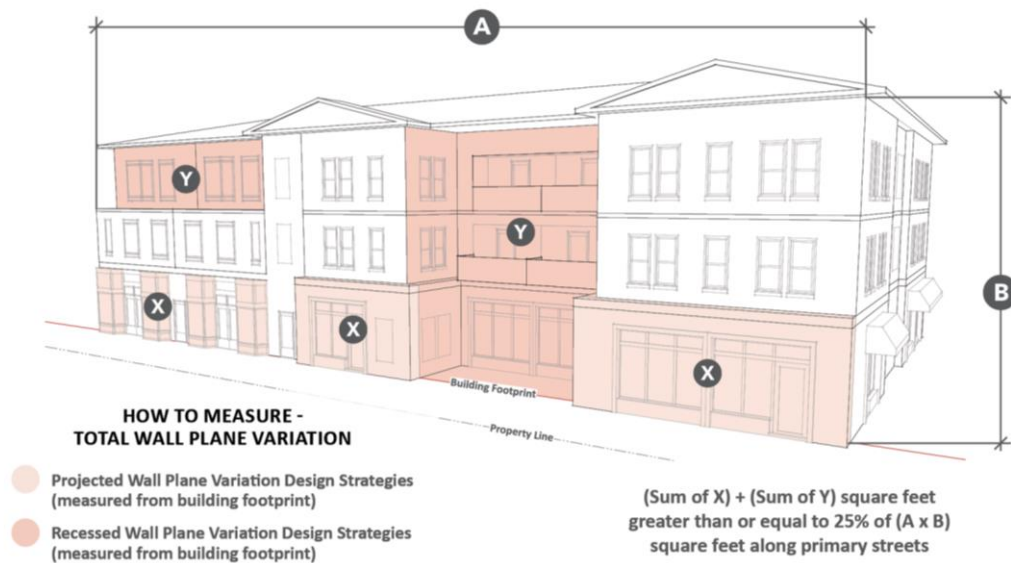 A
Y
Y
B
X
X
X
Building Footprint
Property Line
HOW TO MEASURE -
TOTAL WALL PLANE VARIATION
Projected Wall Plane Variation Design Strategies
(measured from building footprint)
Recessed Wall Plane Variation Design Strategies
(measured from building footprint)
(Sum of X) + (Sum of Y) square feet
greater than or equal to 25% of (A x B)
square feet along primary streets